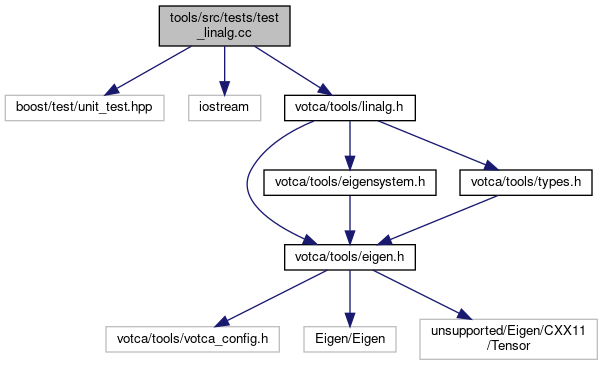 tools/src/tests/test
_linalg.cc
boost/test/unit_test.hpp
iostream
votca/tools/linalg.h
votca/tools/eigensystem.h
votca/tools/types.h
votca/tools/eigen.h
votca/tools/votca_config.h
Eigen/Eigen
unsupported/Eigen/CXX11
/Tensor